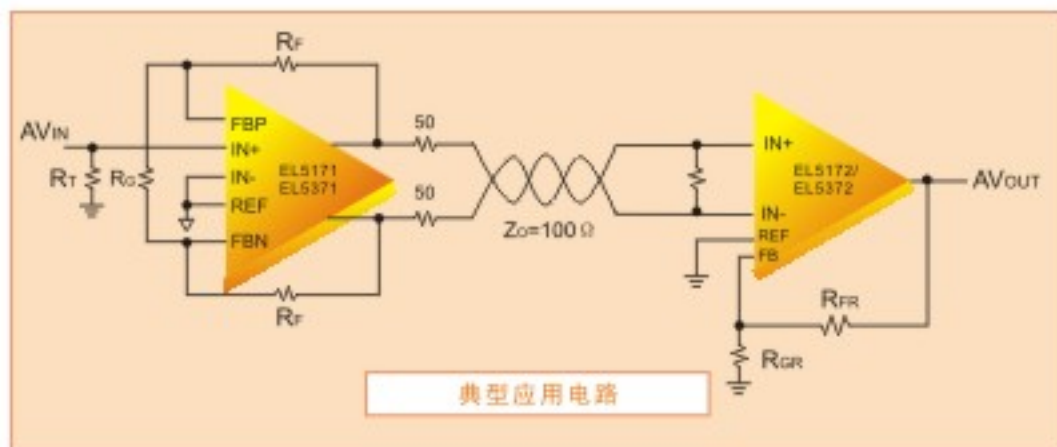 RF
50
AVIN
FBP
IN+
EL5171
EL5371
IN-
REF
FBN
RT
RG
50
RF
Zo=100 Ω
IN+
EL5172/
EL5372
IN-
REF
FB
AVOUT
RFR
RGR
典型应用电路